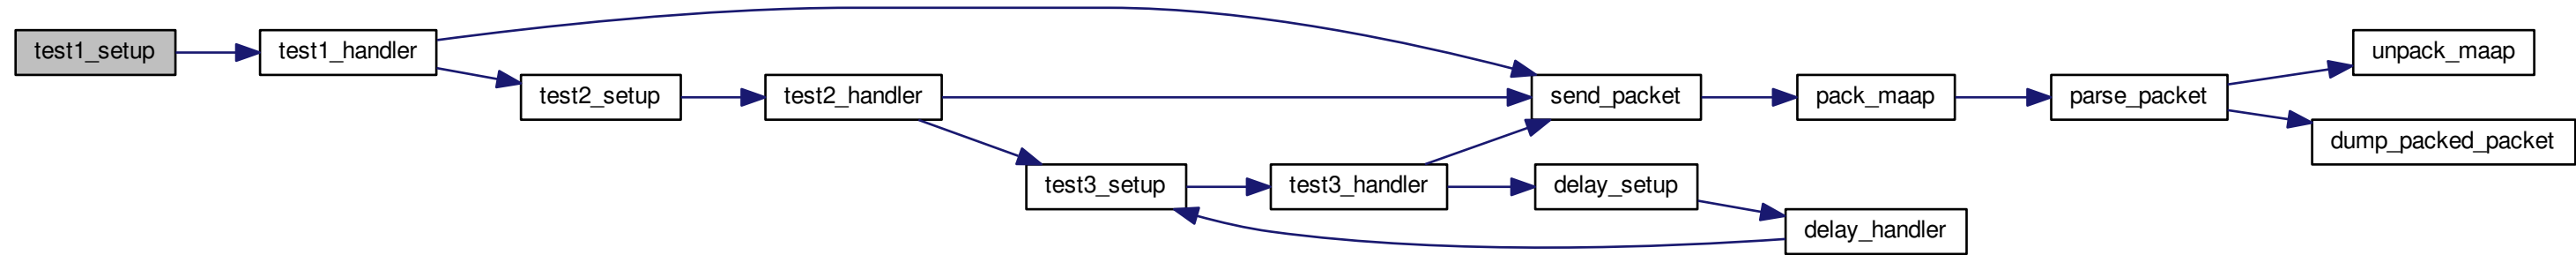 test1_setup
test1_handler
test2_setup
test2_handler
test3_setup
test3_handler
send_packet
delay_setup
delay_handler
pack_maap
parse_packet
unpack_maap
dump_packed_packet